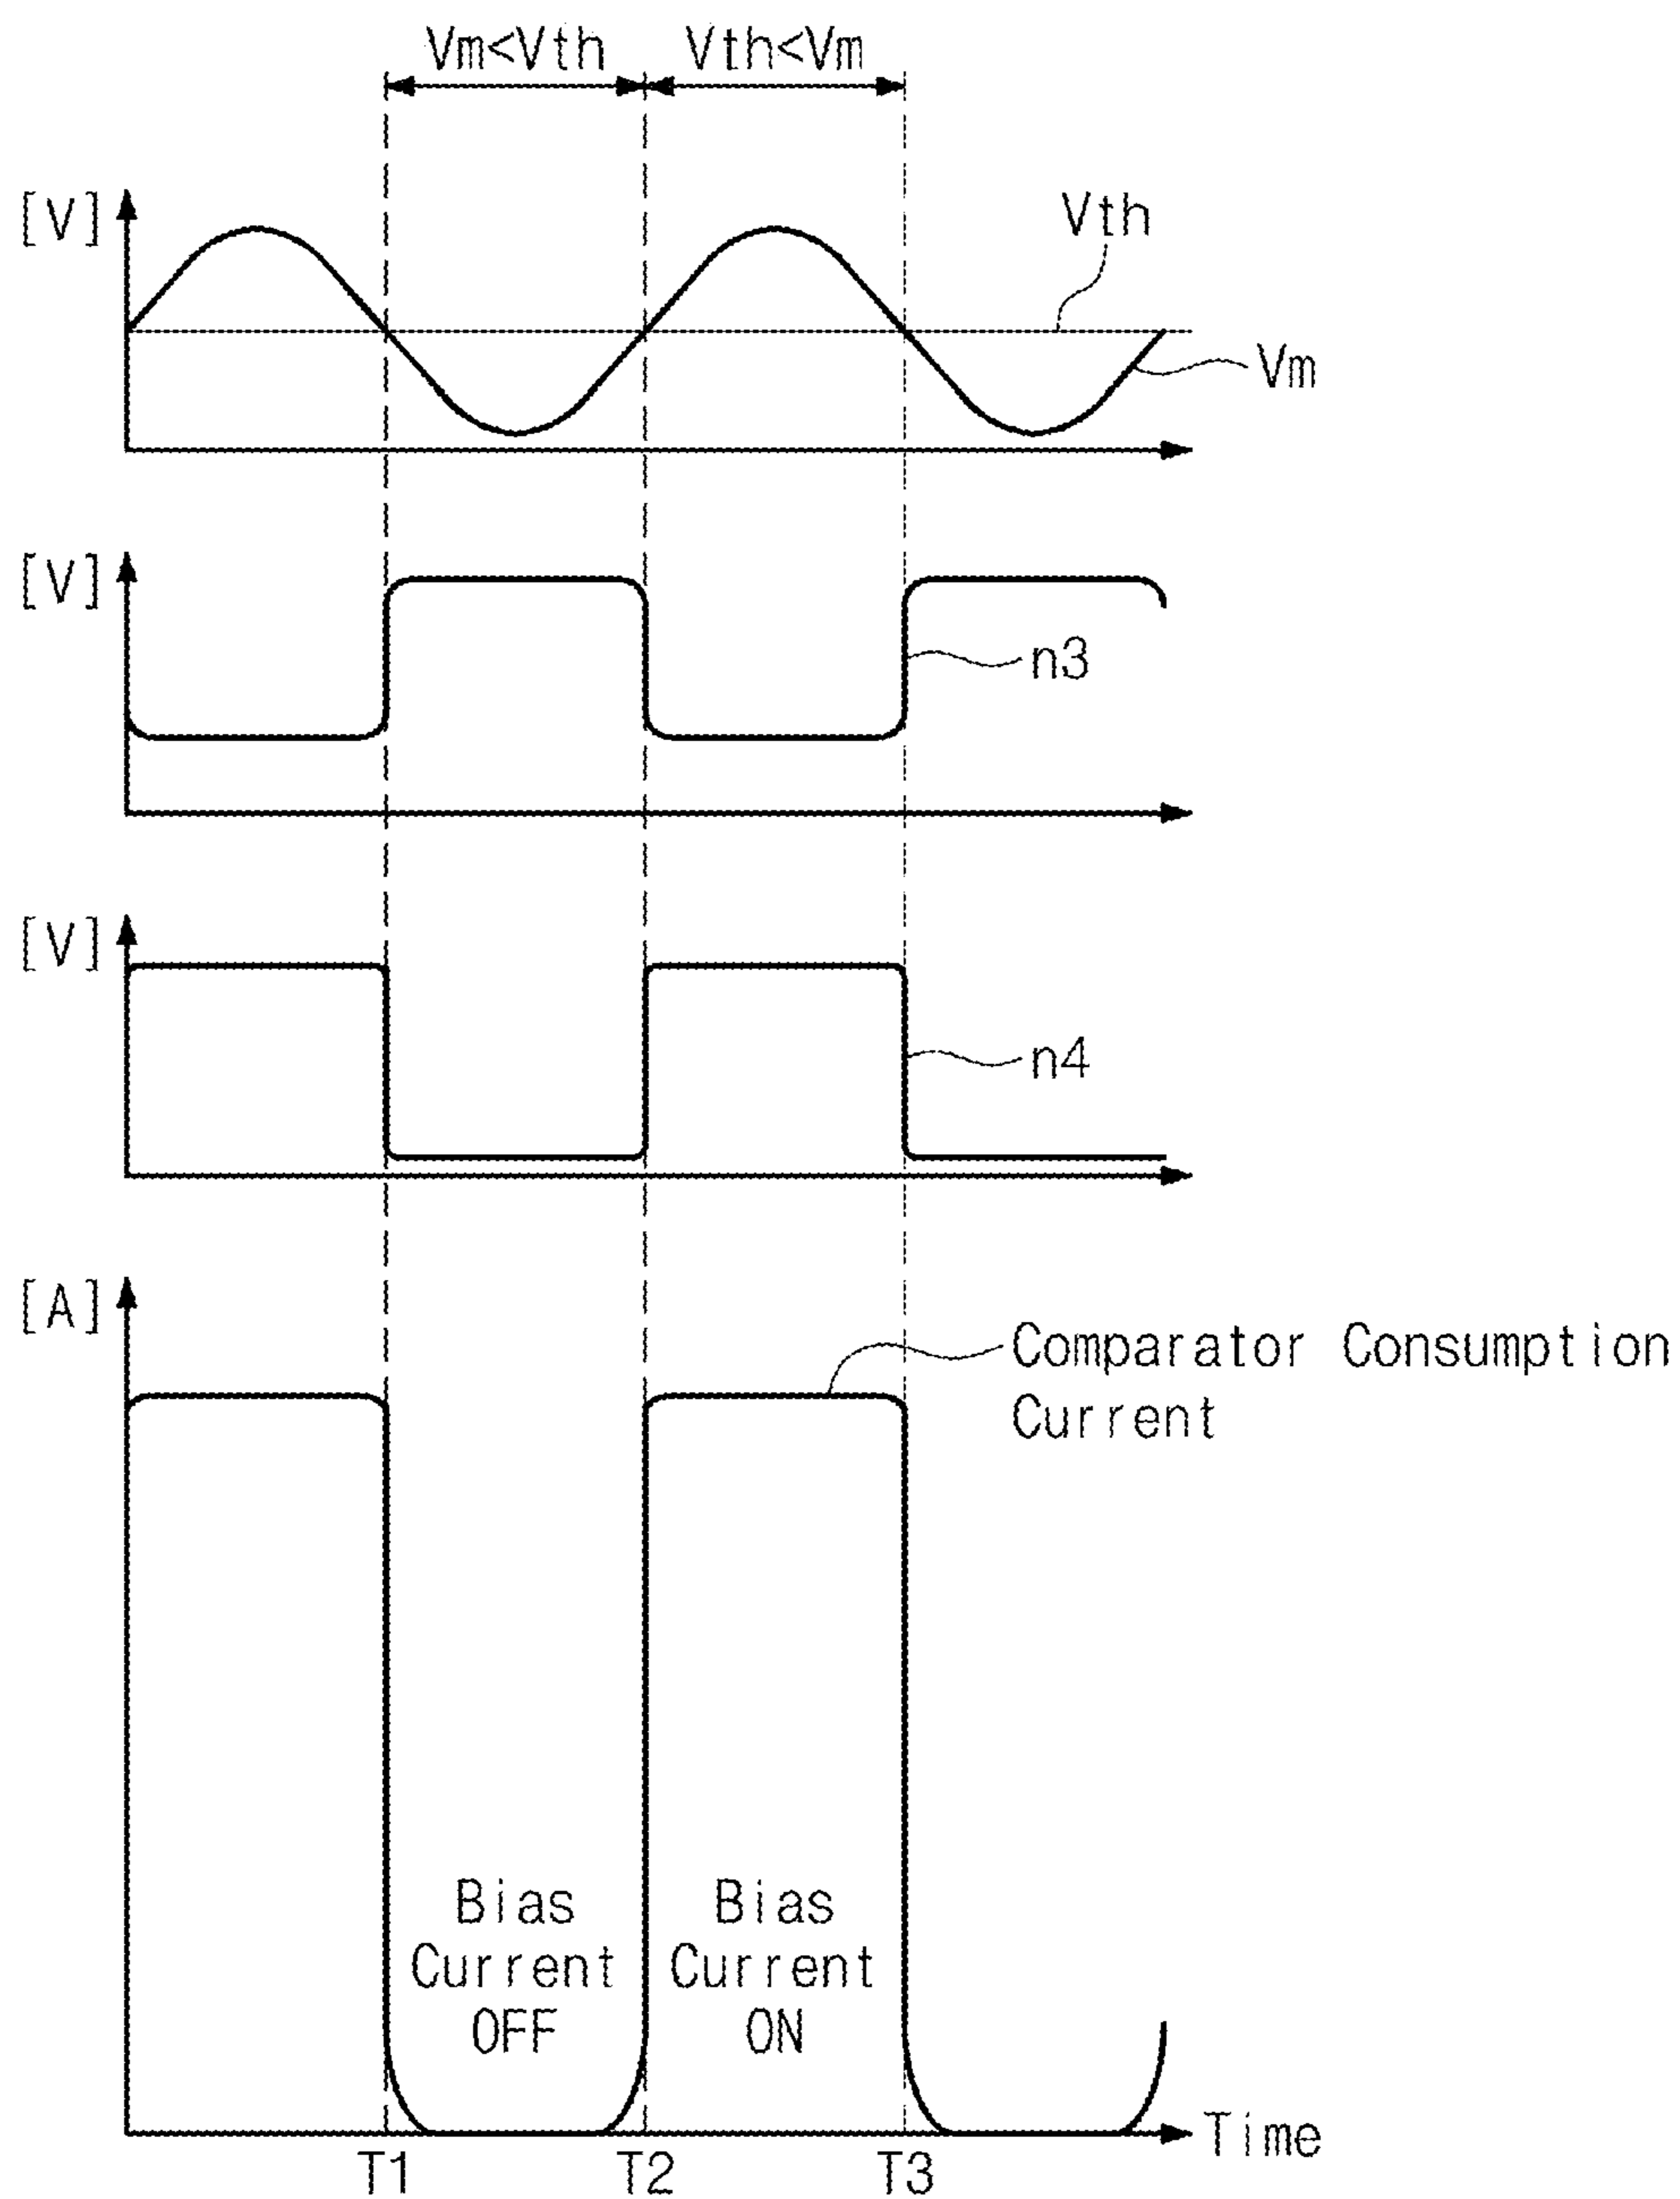 Vm<Vth
Vth<Vm
[V]
Vth
Vm
[V]
n3
[V]
n4
[A]
Comparator Consumption
Current
Bias
Current
OFF
Bias
Current
ON
Time
T1
T2
T3